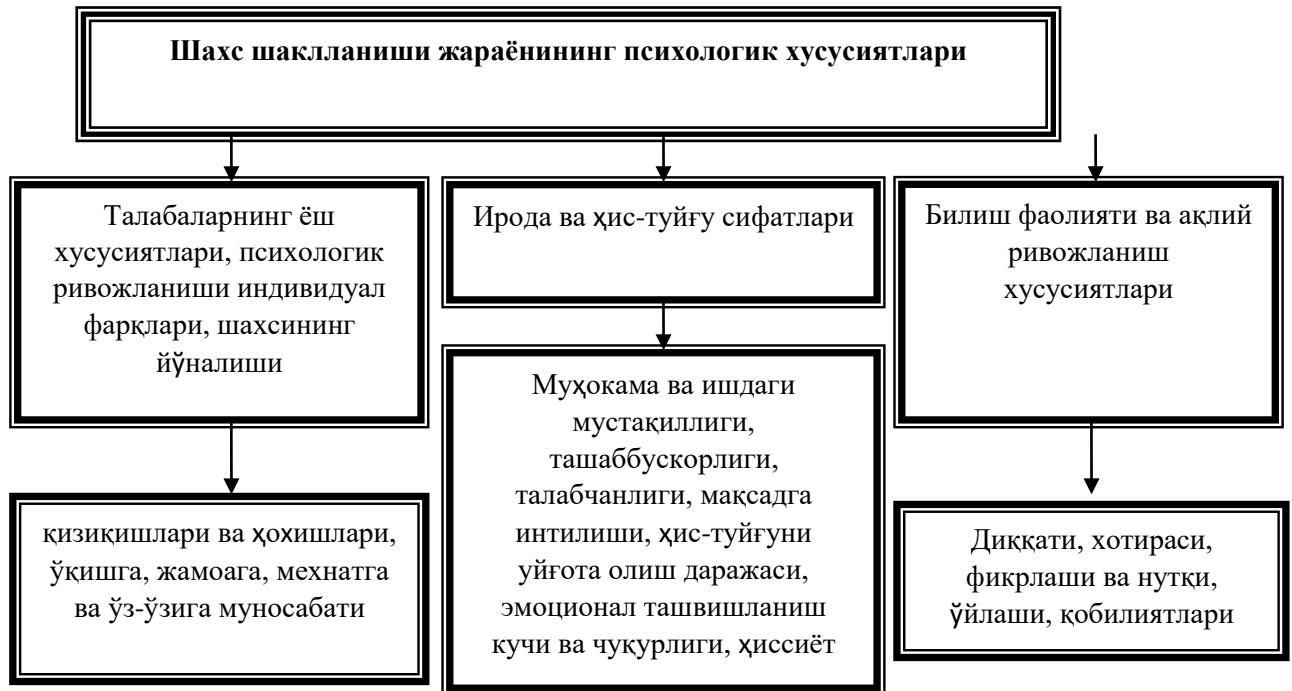 Шахс шаклланиши жараёнининг психологик хусусиятлари
Талабаларнинг ёш
хусусиятлари, психологик
ривожланиши индивидуал
фарқлари, шахсининг
йўналиши
Ирода ва ҳис-туйғу сифатлари
Билиш фаолияти ва ақлий
ривожланиш
хусусиятлари
қизиқишлари ва ҳохишлари,
ўқишга, жамоага, мехнатга
ва ўз-ўзига муносабати
Муҳокама ва ишдаги
мустақиллиги,
ташаббускорлиги,
талабчанлиги, мақсадга
интилиши, ҳис-туйғуни
уйғота олиш даражаси,
эмоционал ташвишланиш
кучи ва чуқурлиги, ҳиссиёт
Диққати, хотираси,
фикрлаши ва нутқи,
ўйлаши, қобилиятлари